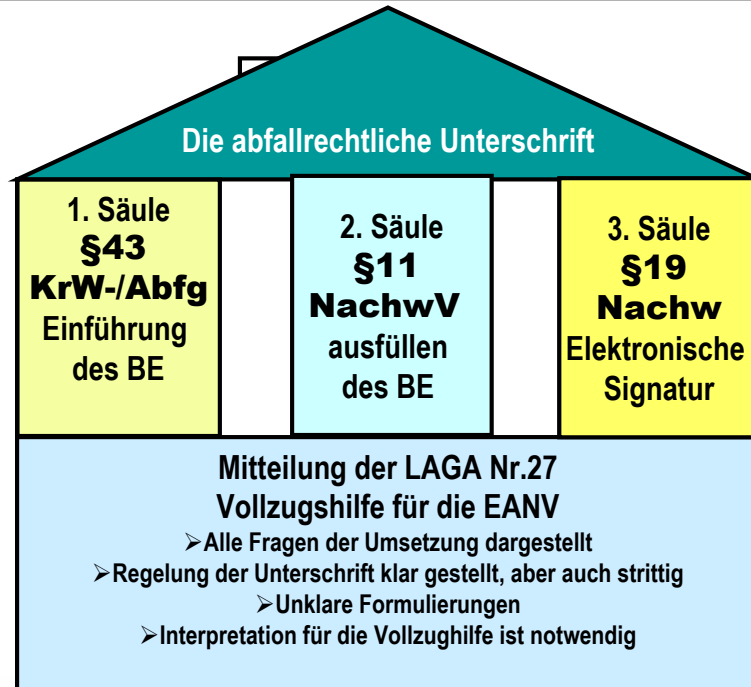 Die abfallrechtliche Unterschrift
1. Säule
§43
KrW-/Abfg
Einführung
des BE
2. Säule
§11
NachwV
ausfüllen
des BE
3. Säule
§19
Nachw
Elektronische
Signatur
Mitteilung der LAGA Nr.27
Vollzugshilfe für die EANV
➢Alle Fragen der Umsetzung dargestellt
➢Regelung der Unterschrift klar gestellt, aber auch strittig
➢Unklare Formulierungen
➢Interpretation für die Vollzughilfe ist notwendig